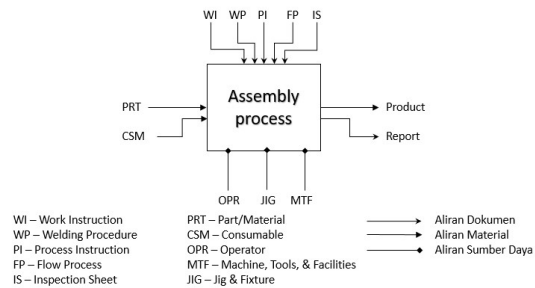 WI WP PI FP IS
Assembly
process
PRT
CSM
Product
Report
OPR JIG MTF
WI – Work Instruction
WP – Welding Procedure
PI – Process Instruction
FP – Flow Process
IS – Inspection Sheet
PRT – Part/Material
CSM – Consumable
OPR – Operator
MTF – Machine, Tools, & Facilities
JIG – Jig & Fixture
Aliran Dokumen
Aliran Material
Aliran Sumber Daya